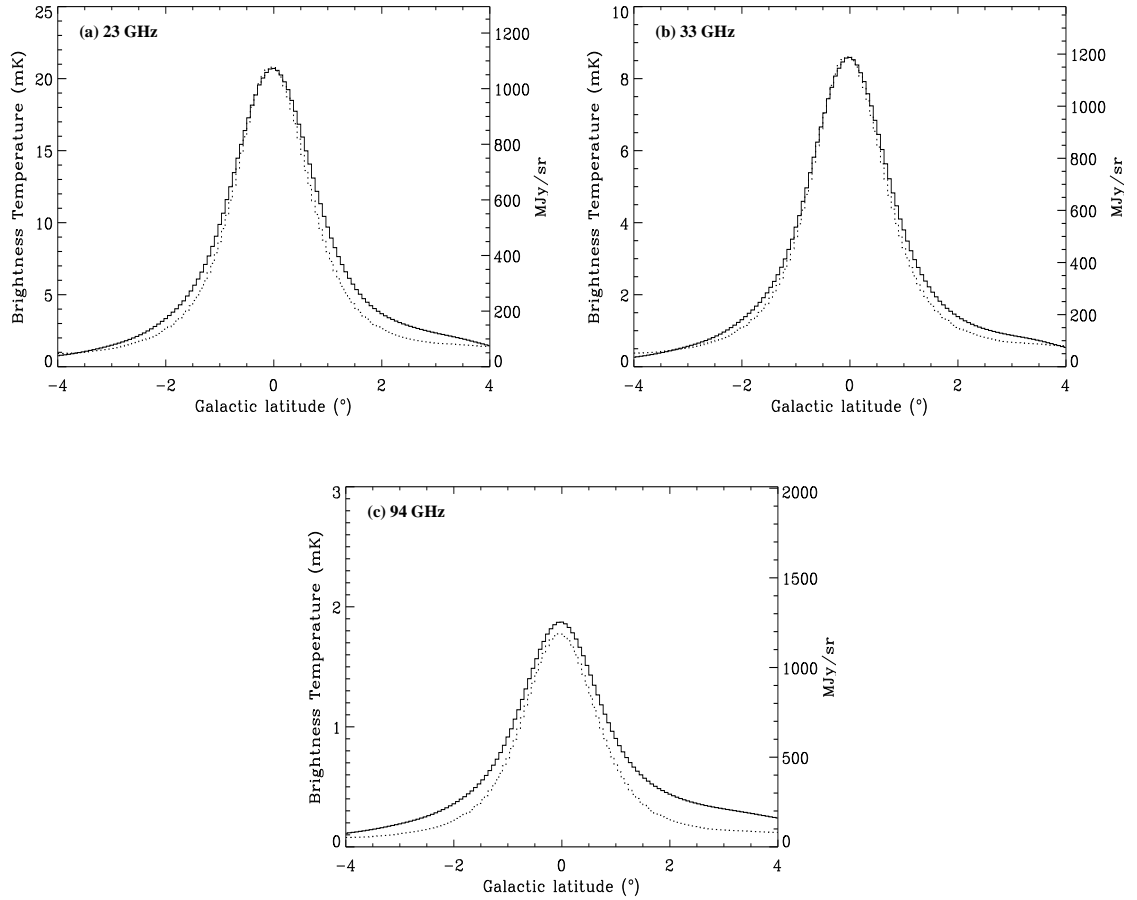 (a) 23 GHz
Brightness Temperature (mK)
25
20
15
10
5
0
1200
1000
800
600
400
200
0
MJy/sr
−4 −2 0 2 4
Galactic latitude (°)
(b) 33 GHz
Brightness Temperature (mK)
10
8
6
4
2
0
1200
1000
800
600
400
200
0
MJy/sr
−4 −2 0 2 4
Galactic latitude (°)
(c) 94 GHz
Brightness Temperature (mK)
3
2
1
0
2000
1500
1000
500
0
MJy/sr
−4 −2 0 2 4
Galactic latitude (°)